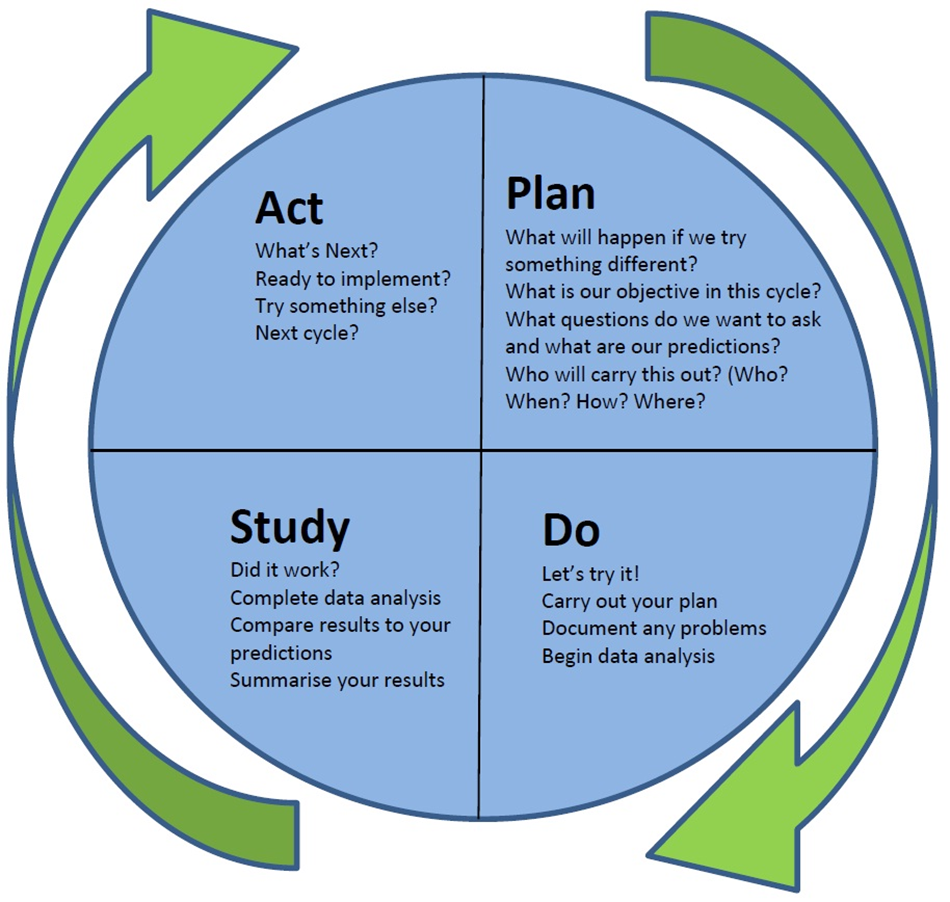 Act
What’s Next?
Ready to implement?
Try something else?
Next cycle?
Plan
What will happen if we try
something different?
What is our objective in this cycle?
What questions do we want to ask
and what are our predictions?
Who will carry this out? (Who?
When? How? Where?
Study
Did it work?
Complete data analysis
Compare results to your
predictions
Summarise your results
Do
Let’s try it!
Carry out your plan
Document any problems
Begin data analysis